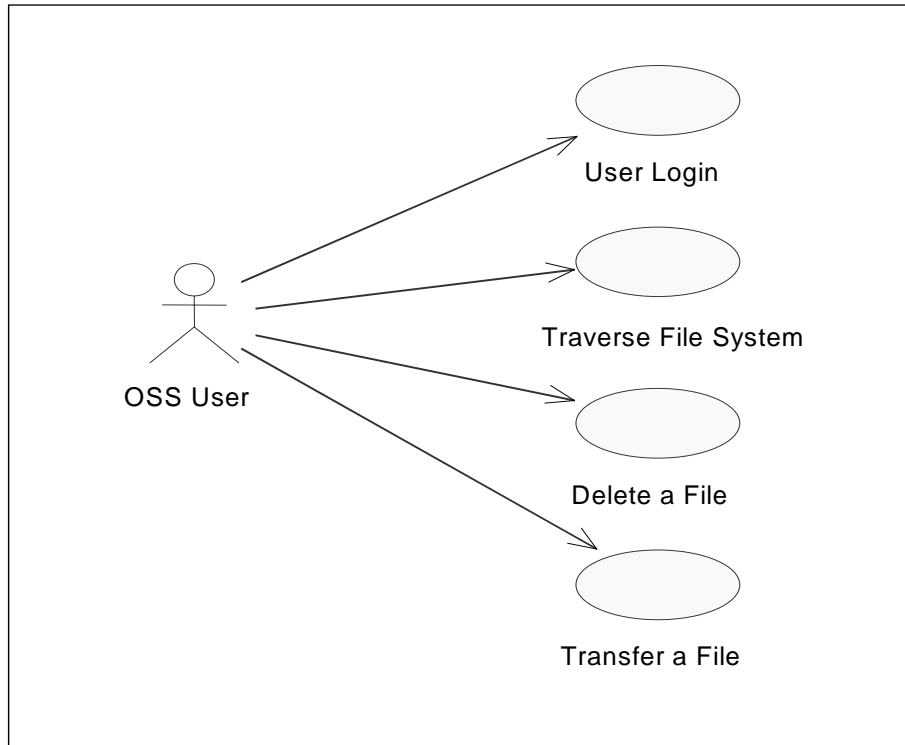 User Login
Traverse File System
OSS User
Delete a File
Transfer a File